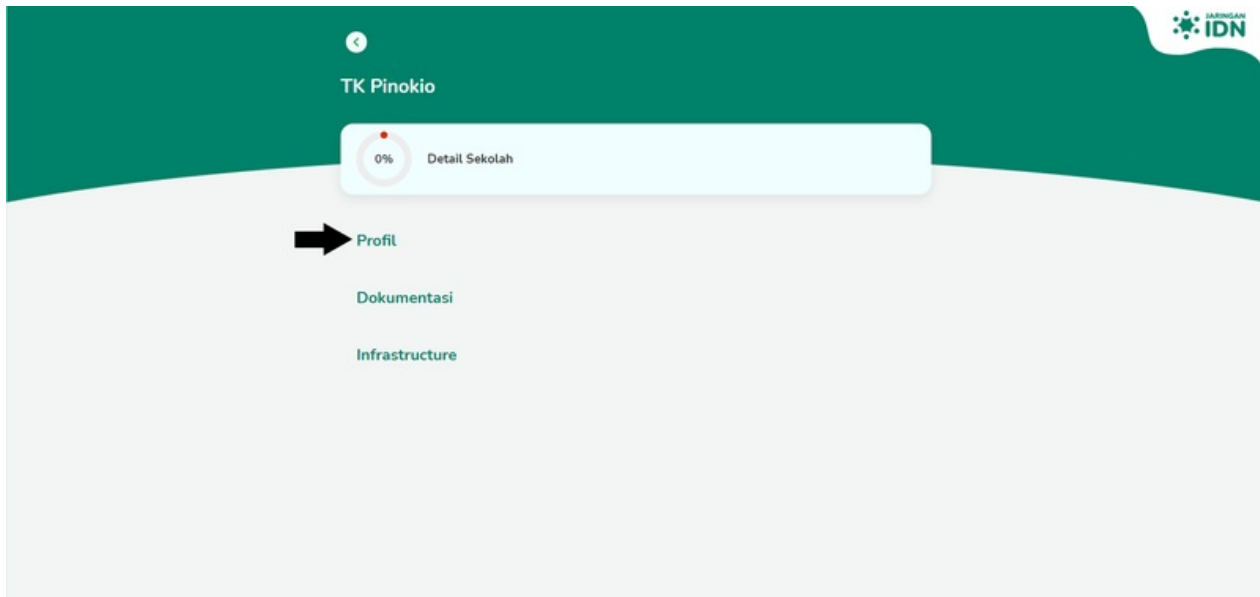 JARINGAN
IDN
TK Pinokio
0%
Detail Sekolah
Profil
Dokumentasi
Infrastructure